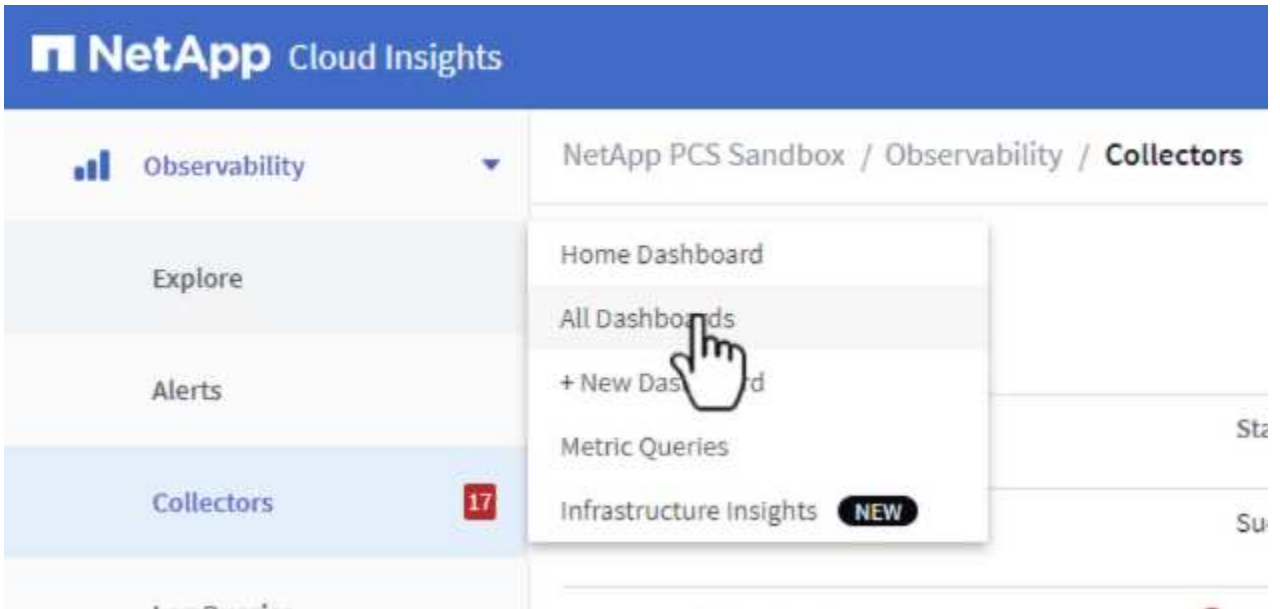 NetApp Cloud Insights
Observability
NetApp PCS Sandbox / Observability / Collectors
Explore
Home Dashboard
All Dashboards
+ New Dashboard
Alerts
Metric Queries
Collectors 17
Infrastructure Insights NEW